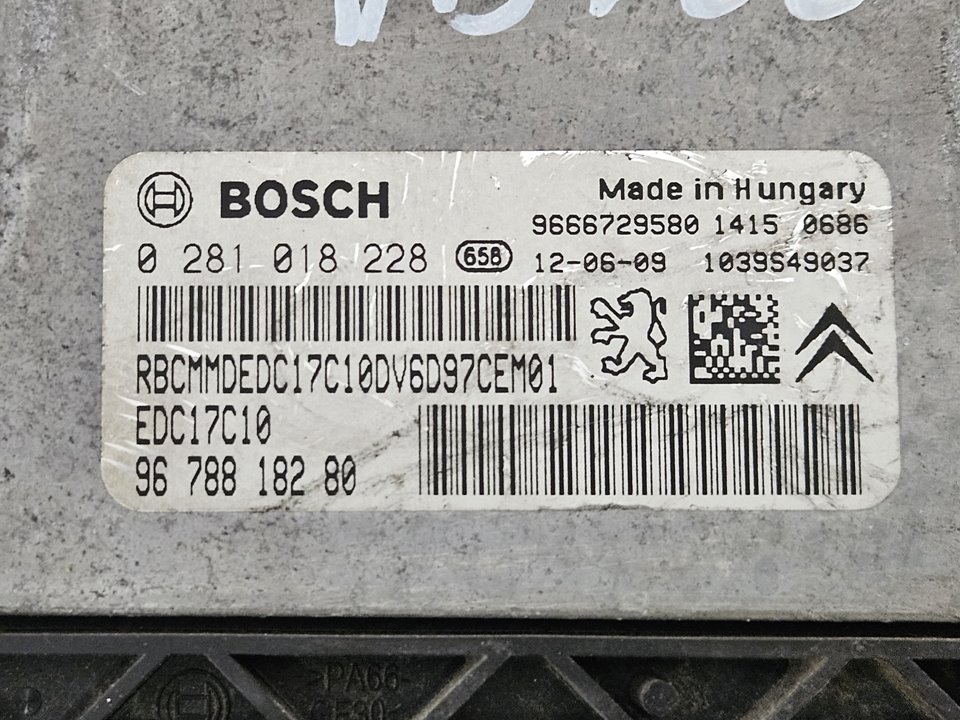 BOSCH
Made in Hungary
9666729580 1415 0686
0 281 018 228 658
12-06-09 1039S49037
RBCMMDEDC17C10DV6D97CEM01
EDC17C10
96 788 182 80
>PA66-